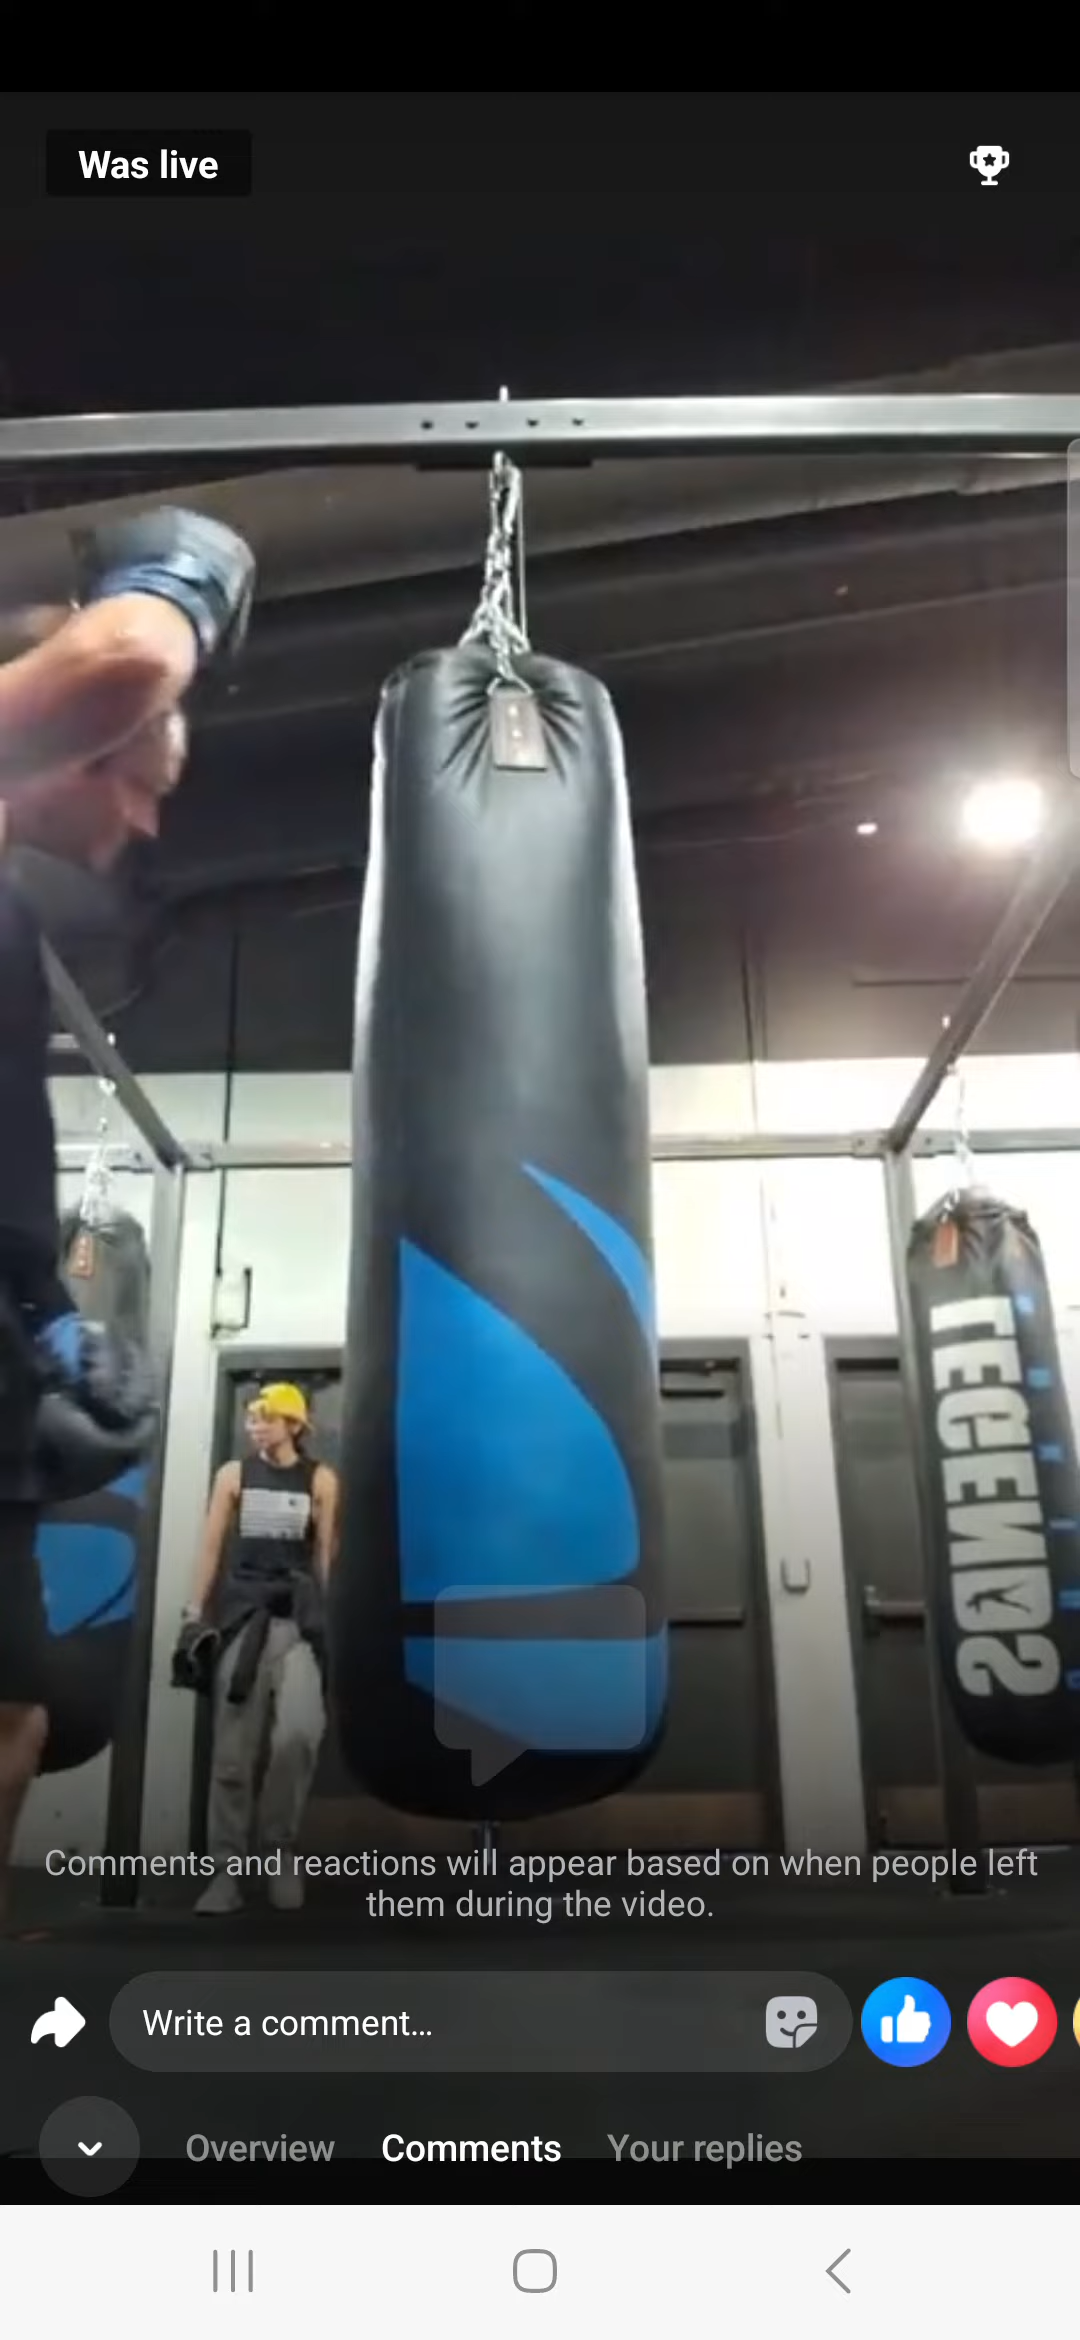 Was live
LEGENDS
Comments and reactions will appear based on when people left
them during the video.
Write a comment…
Overview
Comments
Your replies